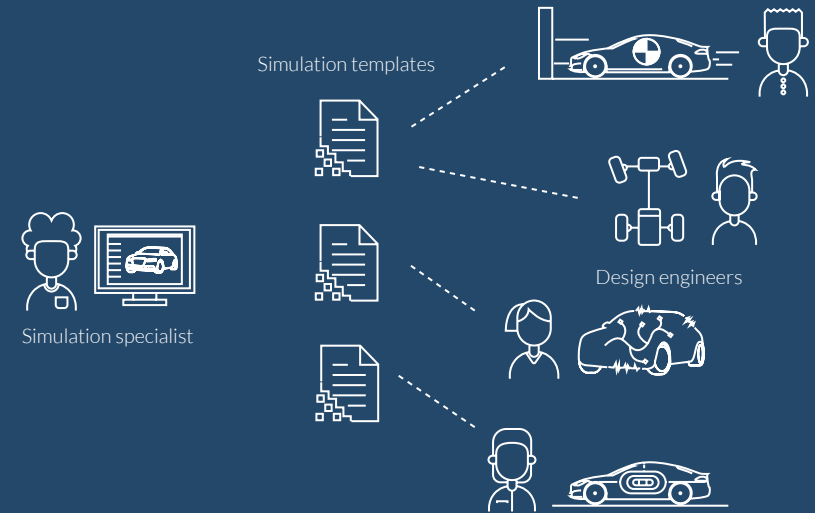 Simulation templates
Design engineers
Simulation specialist